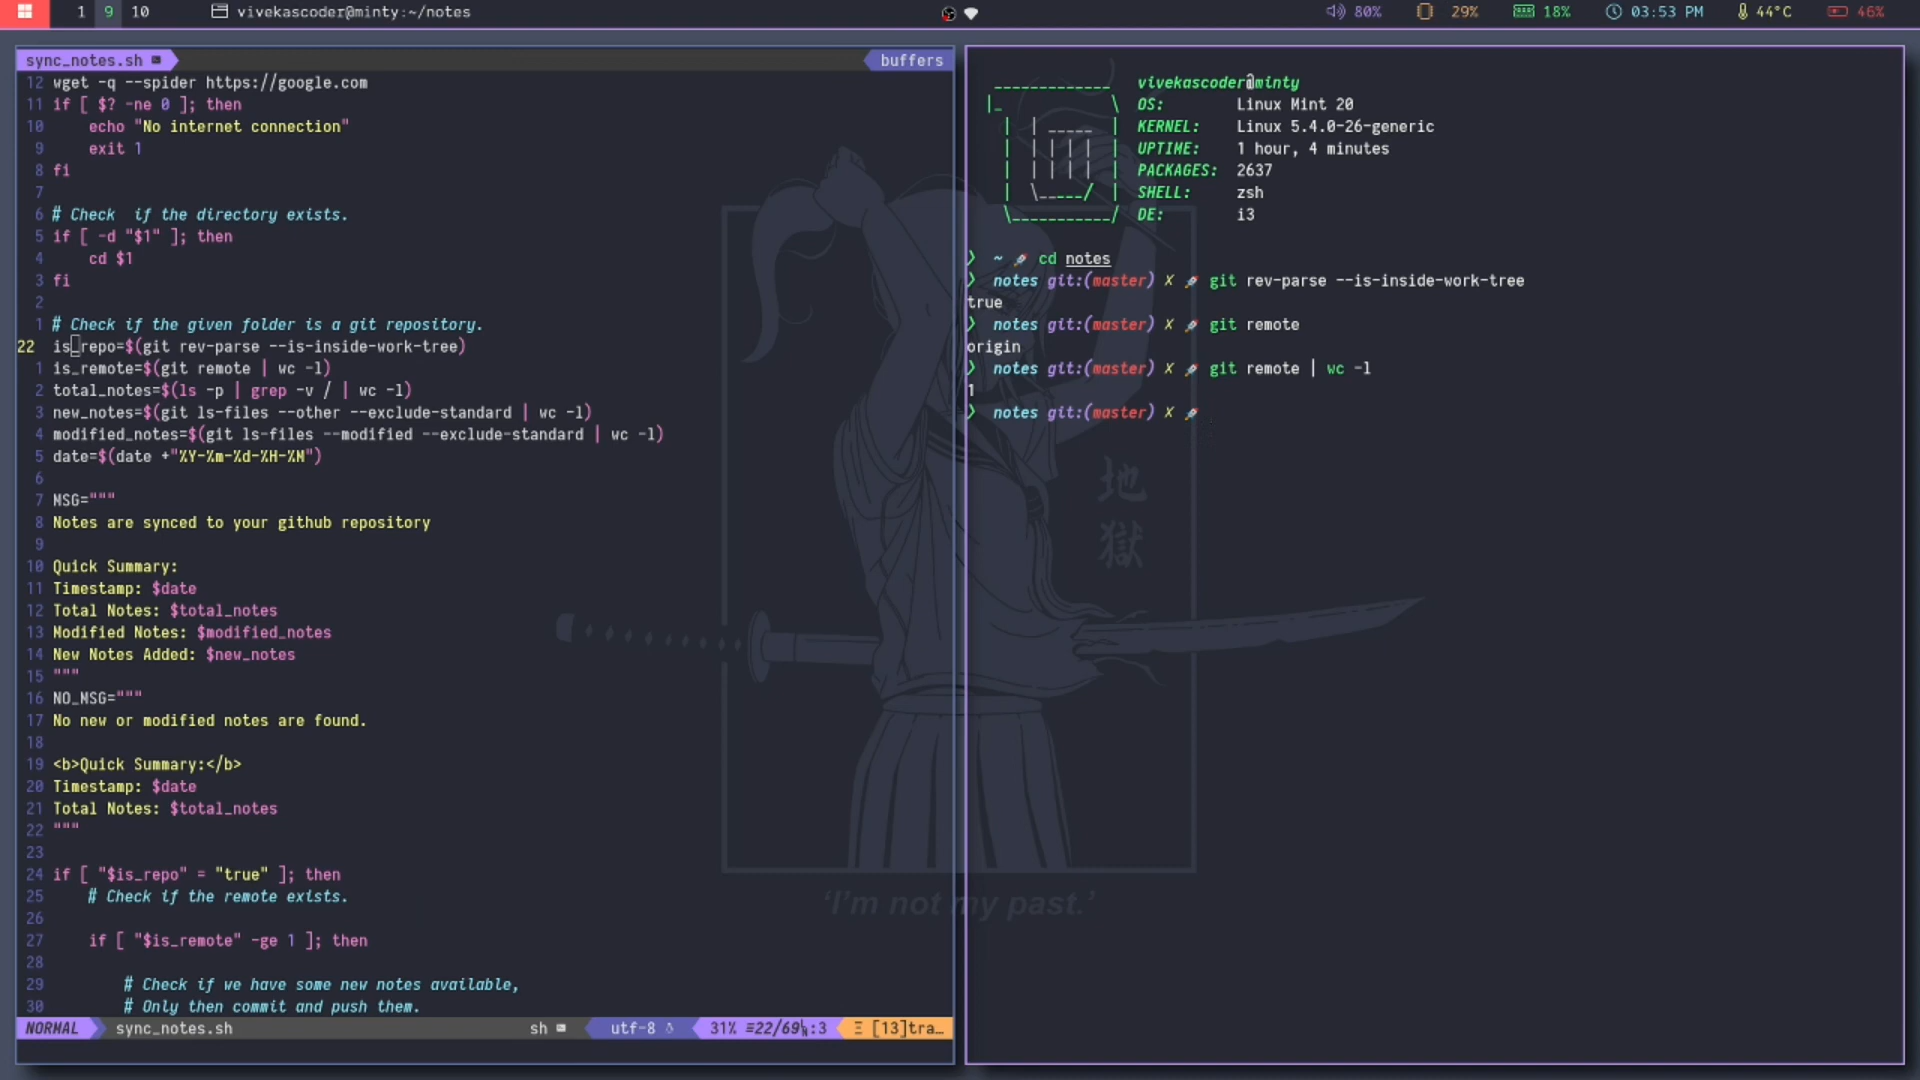 1 9 10 vivekascoder@minty:~/notes 80% 29% 18% 03:53 PM 44°C 46%
sync_notes.sh buffers
12 wget -q --spider https://google.com
11 if [ $? -ne 0 ]; then
10     echo "No internet connection"
9     exit 1
8 fi
7
6 # Check  if the directory exists.
5 if [ -d "$1" ]; then
4     cd $1
3 fi
2
1 # Check if the given folder is a git repository.
22 is_repo=$(git rev-parse --is-inside-work-tree)
1 is_remote=$(git remote | wc -l)
2 total_notes=$(ls -p | grep -v / | wc -l)
3 new_notes=$(git ls-files --other --exclude-standard | wc -l)
4 modified_notes=$(git ls-files --modified --exclude-standard | wc -l)
5 date=$(date +"%Y-%m-%d-%H-%M")
6
7 MSG="""
8 Notes are synced to your github repository
9
10 Quick Summary:
11 Timestamp: $date
12 Total Notes: $total_notes
13 Modified Notes: $modified_notes
14 New Notes Added: $new_notes
15 """
16 NO_MSG="""
17 No new or modified notes are found.
18
19 <b>Quick Summary:</b>
20 Timestamp: $date
21 Total Notes: $total_notes
22 """
23
24 if [ "$is_repo" = "true" ]; then
25     # Check if the remote exists.
26
27     if [ "$is_remote" -ge 1 ]; then
28
29         # Check if we have some new notes available,
30         # Only then commit and push them.
NORMAL sync_notes.sh sh utf-8 31% ≡22/69:3 Ξ [13]tra…
vivekascoder@minty
OS: Linux Mint 20
KERNEL: Linux 5.4.0-26-generic
UPTIME: 1 hour, 4 minutes
PACKAGES: 2637
SHELL: zsh
DE: i3
❯ ~ cd notes
❯ notes git:(master) ✗ git rev-parse --is-inside-work-tree
true
❯ notes git:(master) ✗ git remote
origin
❯ notes git:(master) ✗ git remote | wc -l
1
❯ notes git:(master) ✗
地
獄
‘I'm not my past.’